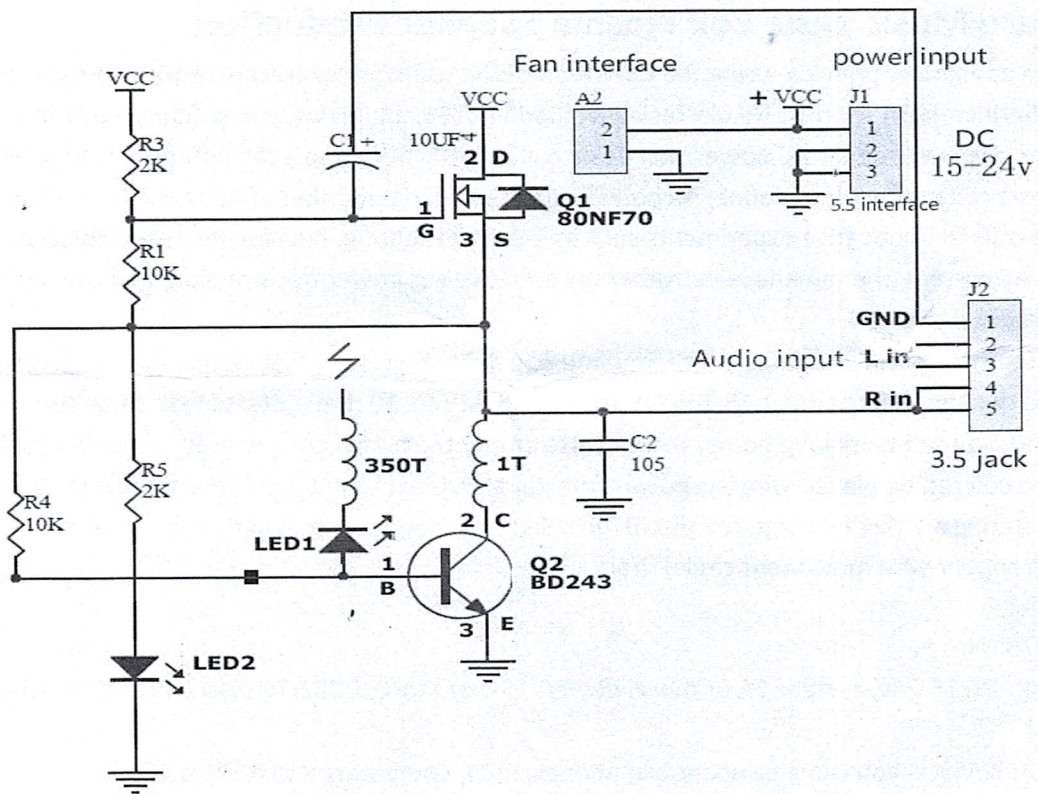 Fan interface
power input
VCC
VCC
+ VCC
A2
J1
C1 +
10UF
2 D
2
1
1
2
3
DC
15-24v
R3
2K
1
G
3 S
Q1
80NF70
5.5 interface
R1
10K
J2
GND
1
2
Audio input
L in
3
R in
4
5
350T
1T
C2
105
3.5 jack
R5
2K
R4
10K
LED1
2 C
1
B
Q2
BD243
3 E
LED2